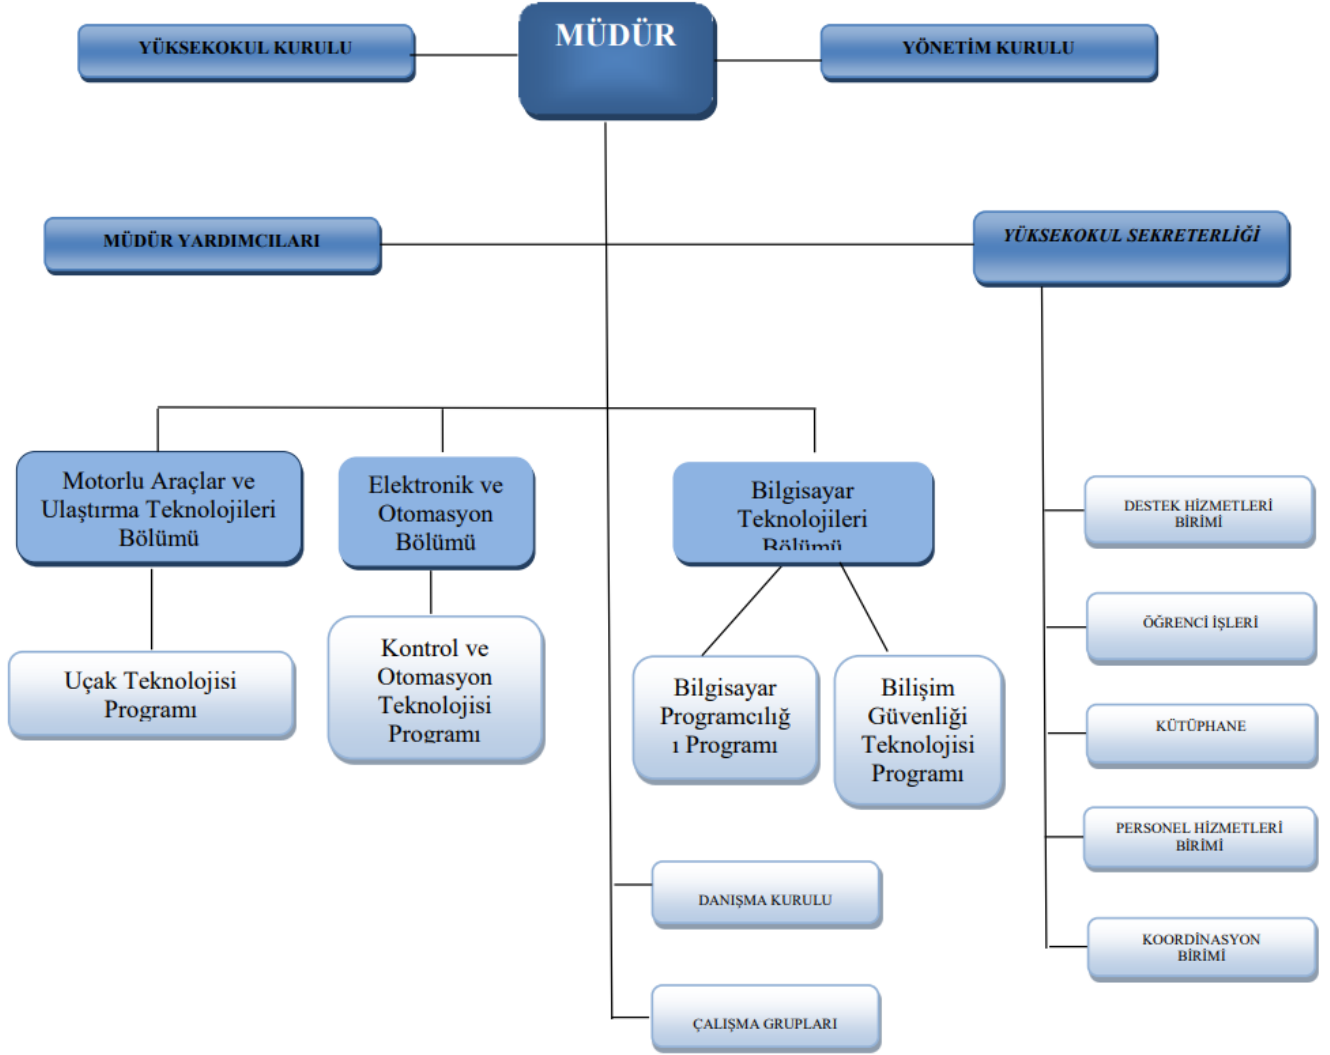 MÜDÜR
YÜKSEKOKUL KURULU
YÖNETİM KURULU
MÜDÜR YARDIMCILARI
YÜKSEKOKUL SEKRETERLİĞİ
Motorlu Araçlar ve
Ulaştırma Teknolojileri
Bölümü
Elektronik ve
Otomasyon
Bölümü
Bilgisayar
Teknolojileri
Bölümü
Uçak Teknolojisi
Programı
Kontrol ve
Otomasyon
Teknolojisi
Programı
Bilgisayar
Programcılığ
ı Programı
Bilişim
Güvenliği
Teknolojisi
Programı
DESTEK HİZMETLERİ
BİRİMİ
ÖĞRENCİ İŞLERİ
KÜTÜPHANE
PERSONEL HİZMETLERİ
BİRİMİ
KOORDİNASYON
BİRİMİ
DANIŞMA KURULU
ÇALIŞMA GRUPLARI